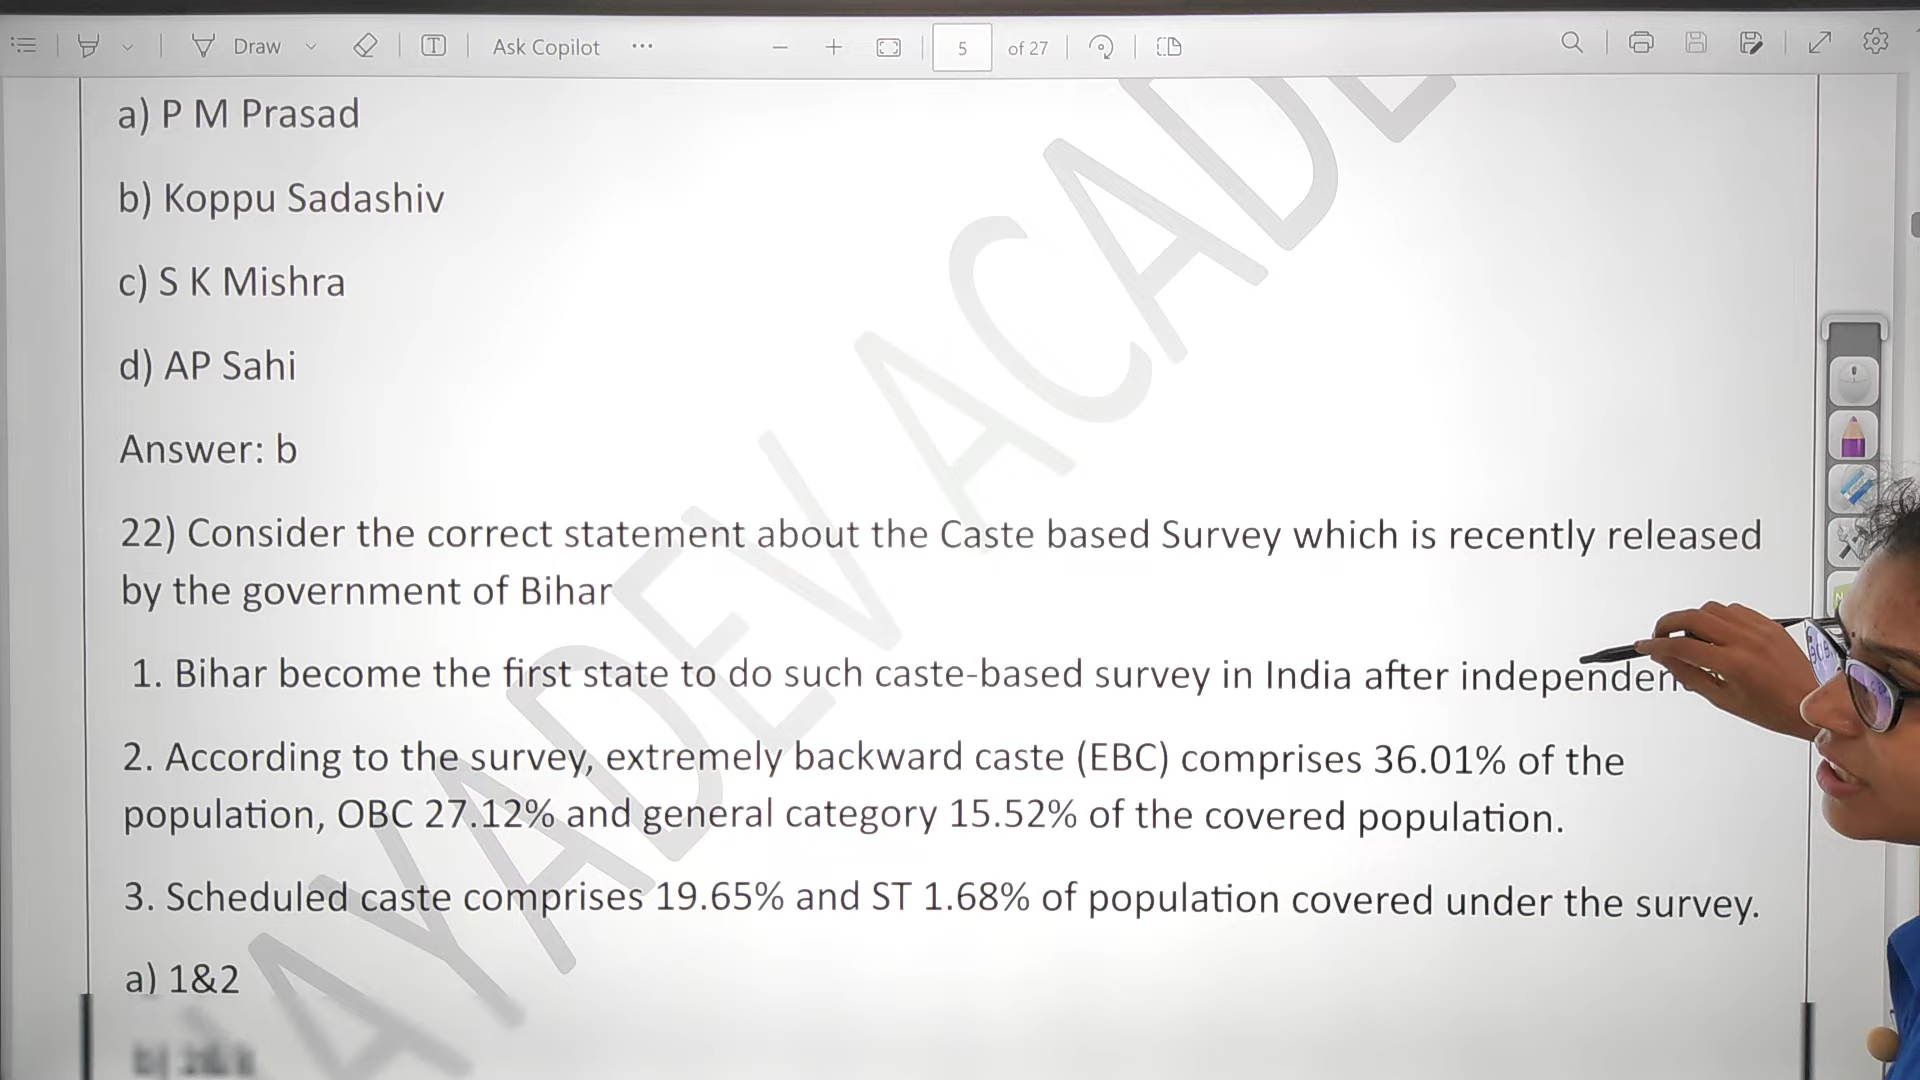 Draw
Ask Copilot
5 of 27
a) P M Prasad
b) Koppu Sadashiv
c) S K Mishra
d) AP Sahi
Answer: b
22) Consider the correct statement about the Caste based Survey which is recently released
by the government of Bihar
1. Bihar become the first state to do such caste-based survey in India after
2. According to the survey, extremely backward caste (EBC) comprises 36.01% of the
population, OBC 27.12% and general category 15.52% of the covered population.
3. Scheduled caste comprises 19.65% and ST 1.68% of population covered under the survey.
a) 1&2